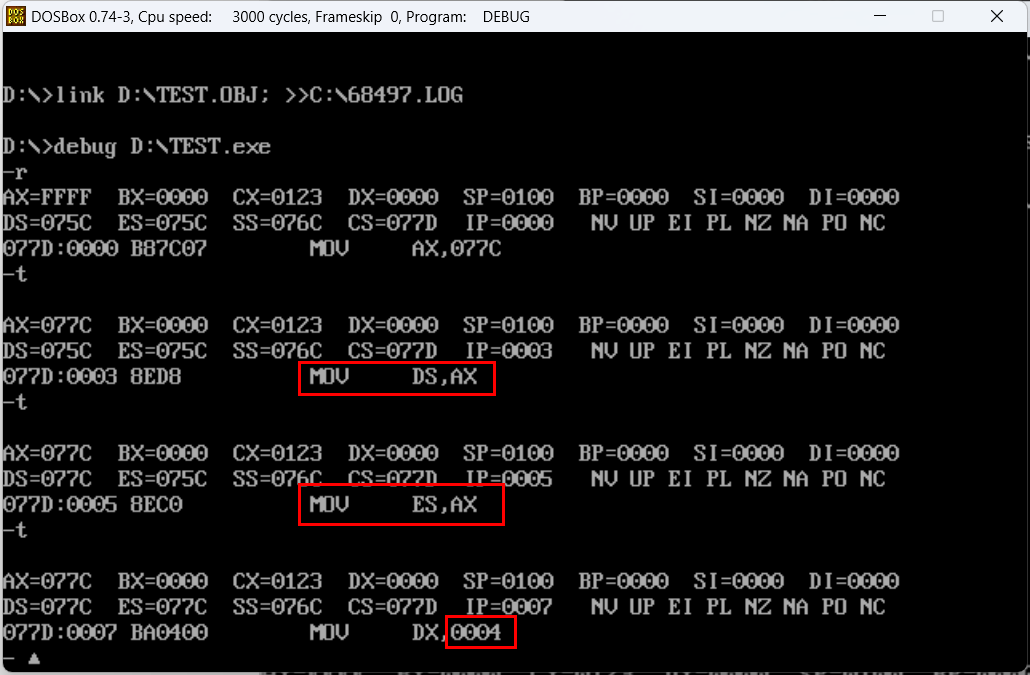 DOS BOX DOSBox 0.74-3, Cpu speed: 3000 cycles, Frameskip 0, Program: DEBUG
D:\>link D:\TEST.OBJ; >>C:\68497.LOG
D:\>debug D:\TEST.exe
-r
AX=FFFF BX=0000 CX=0123 DX=0000 SP=0100 BP=0000 SI=0000 DI=0000
DS=075C ES=075C SS=076C CS=077D IP=0000 NV UP EI PL NZ NA PO NC
077D:0000 B87C07 MOV AX,077C
-t
AX=077C BX=0000 CX=0123 DX=0000 SP=0100 BP=0000 SI=0000 DI=0000
DS=075C ES=075C SS=076C CS=077D IP=0003 NV UP EI PL NZ NA PO NC
077D:0003 8ED8 MOV DS,AX
-t
AX=077C BX=0000 CX=0123 DX=0000 SP=0100 BP=0000 SI=0000 DI=0000
DS=077C ES=075C SS=076C CS=077D IP=0005 NV UP EI PL NZ NA PO NC
077D:0005 8EC0 MOV ES,AX
-t
AX=077C BX=0000 CX=0123 DX=0000 SP=0100 BP=0000 SI=0000 DI=0000
DS=077C ES=077C SS=076C CS=077D IP=0007 NV UP EI PL NZ NA PO NC
077D:0007 BA0400 MOV DX,0004
-